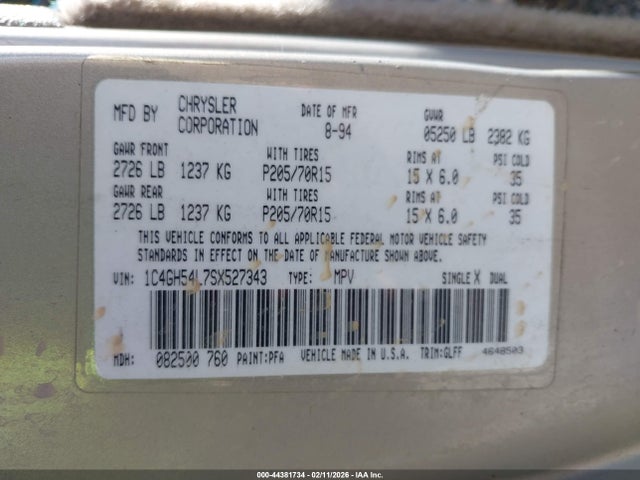 MFD BY CHRYSLER CORPORATION DATE OF MFR 8-94 GVWR 05250 LB 2382 KG
GAWR FRONT WITH TIRES RIMS AT PSI COLD
2726 LB 1237 KG P205/70R15 15 X 6.0 35
GAWR REAR WITH TIRES RIMS AT PSI COLD
2726 LB 1237 KG P205/70R15 15 X 6.0 35
THIS VEHICLE CONFORMS TO ALL APPLICABLE FEDERAL MOTOR VEHICLE SAFETY
STANDARDS IN EFFECT ON THE DATE OF MANUFACTURE SHOWN ABOVE.
VIN: 1C4GH54L7SX527343 TYPE: MPV SINGLE X DUAL
MDH: 082500 760 PAINT:PFA VEHICLE MADE IN U.S.A. TRIM:GLFF 4648503
000-44381734 - 02/11/2026 - IAA Inc.